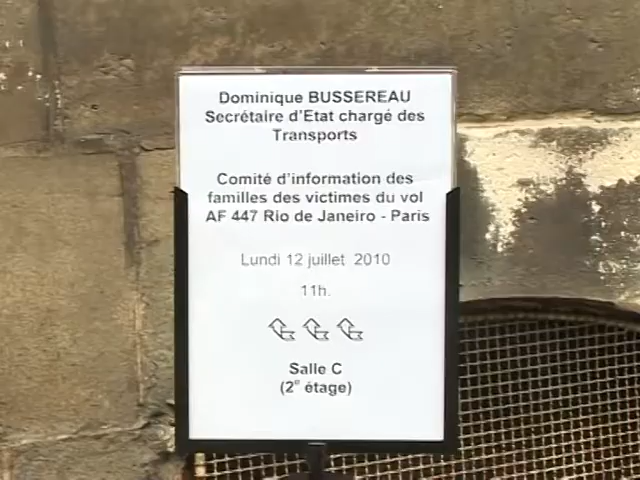 Dominique BUSSEREAU
Secrétaire d'Etat chargé des
Transports
Comité d'information des
familles des victimes du vol
AF 447 Rio de Janeiro - Paris
Lundi 12 juillet 2010
11h.
Salle C
(2e étage)